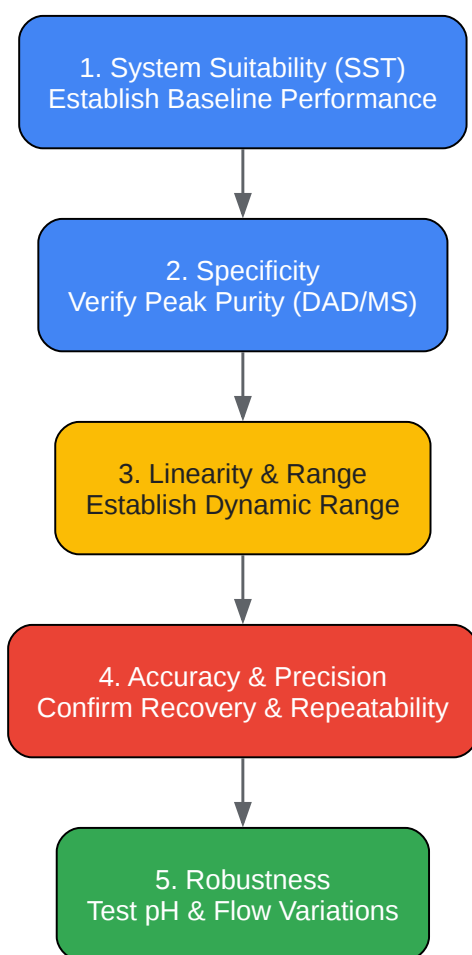 1. System Suitability (SST)
Establish Baseline Performance
2. Specificity
Verify Peak Purity (DAD/MS)
3. Linearity & Range
Establish Dynamic Range
4. Accuracy & Precision
Confirm Recovery & Repeatability
5. Robustness
Test pH & Flow Variations